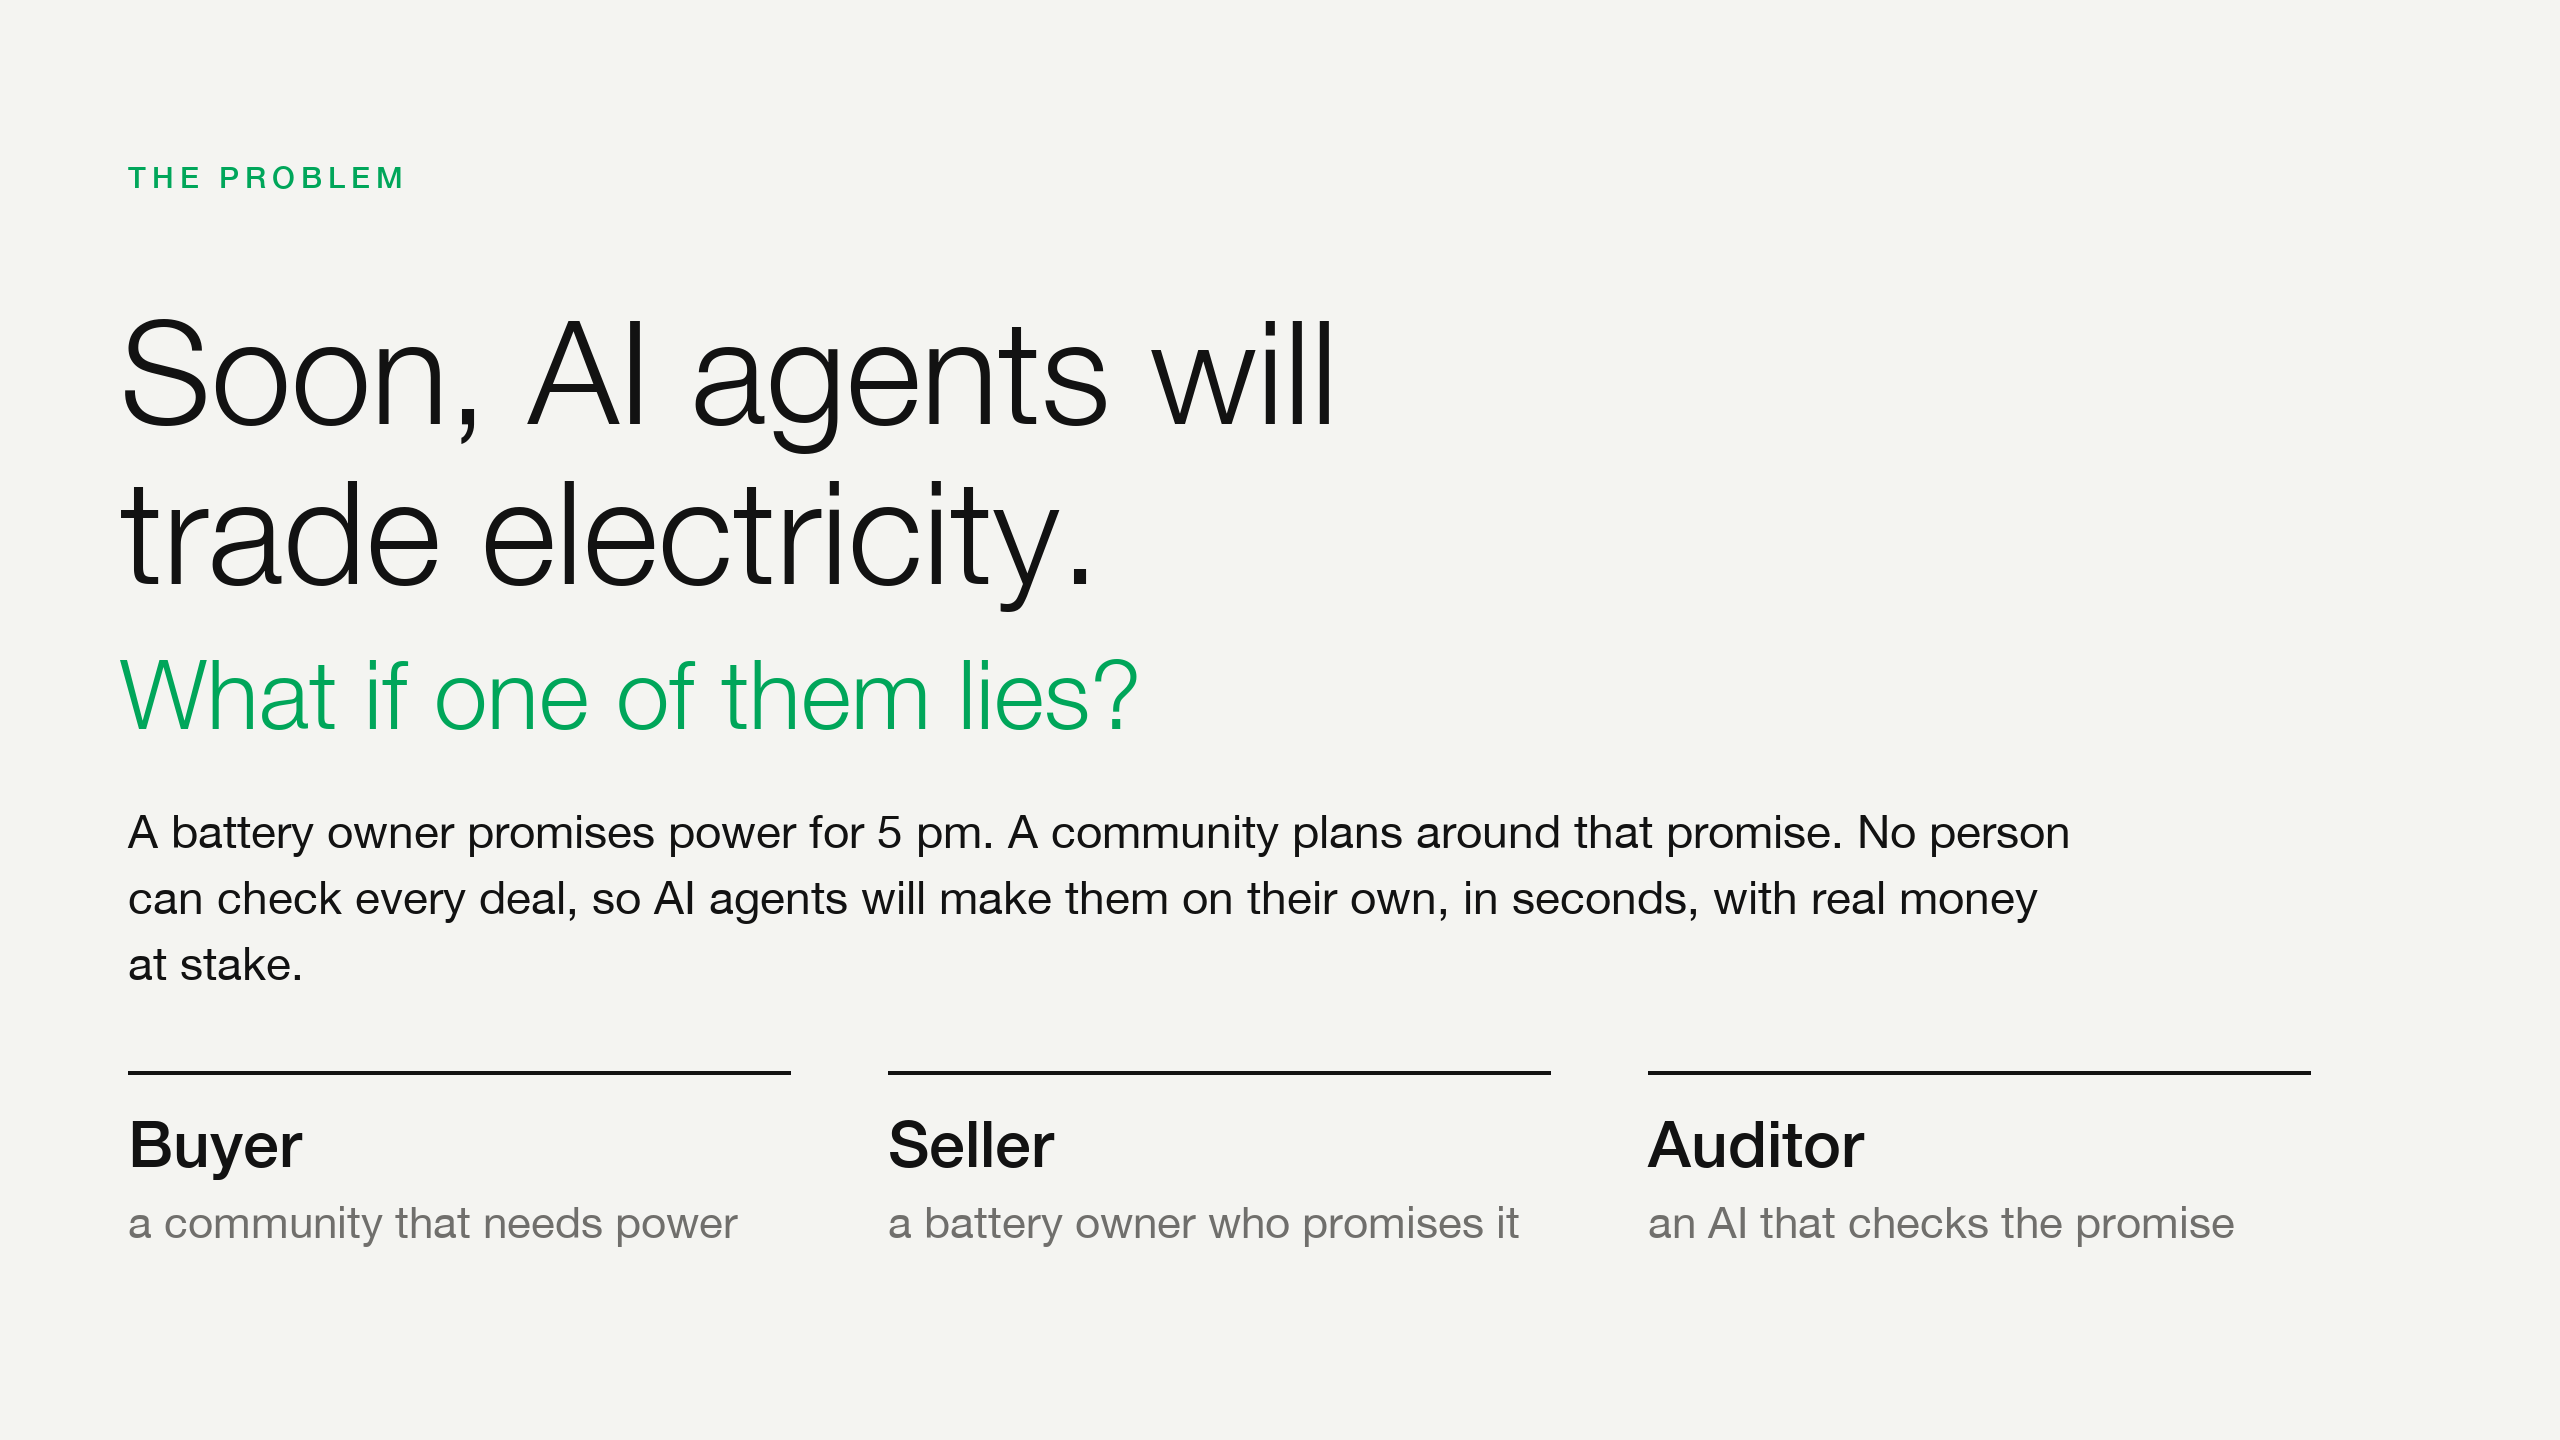 THE PROBLEM
Soon, AI agents will
trade electricity.
What if one of them lies?
A battery owner promises power for 5 pm. A community plans around that promise. No person
can check every deal, so AI agents will make them on their own, in seconds, with real money
at stake.
Buyer
a community that needs power
Seller
a battery owner who promises it
Auditor
an AI that checks the promise